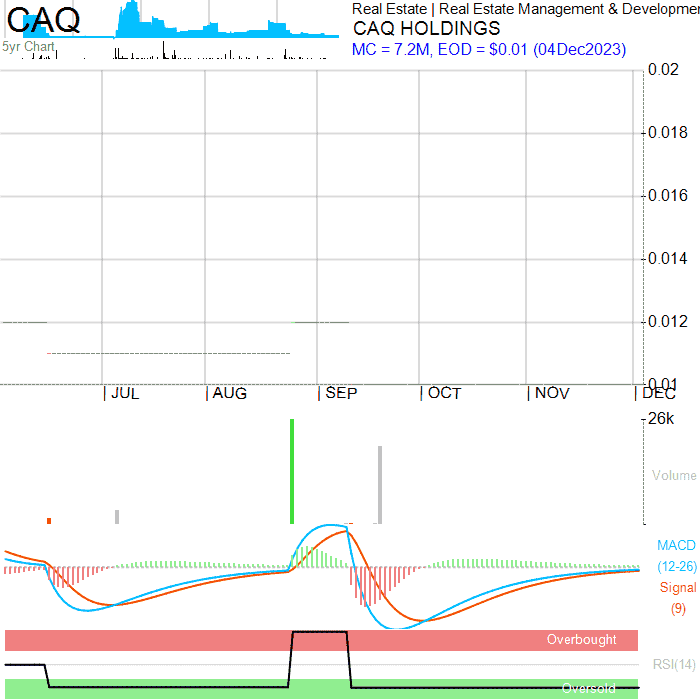 CAQ
Real Estate | Real Estate Management & Developmen
CAQ HOLDINGS
5yr Chart
MC = 7.2M, EOD = $0.01 (04Dec2023)
0.02
0.018
0.016
0.014
0.012
0.01
JUL AUG SEP OCT NOV DEC
26k
Volume
MACD
(12-26)
Signal
(9)
Overbought
RSI(14)
Oversold